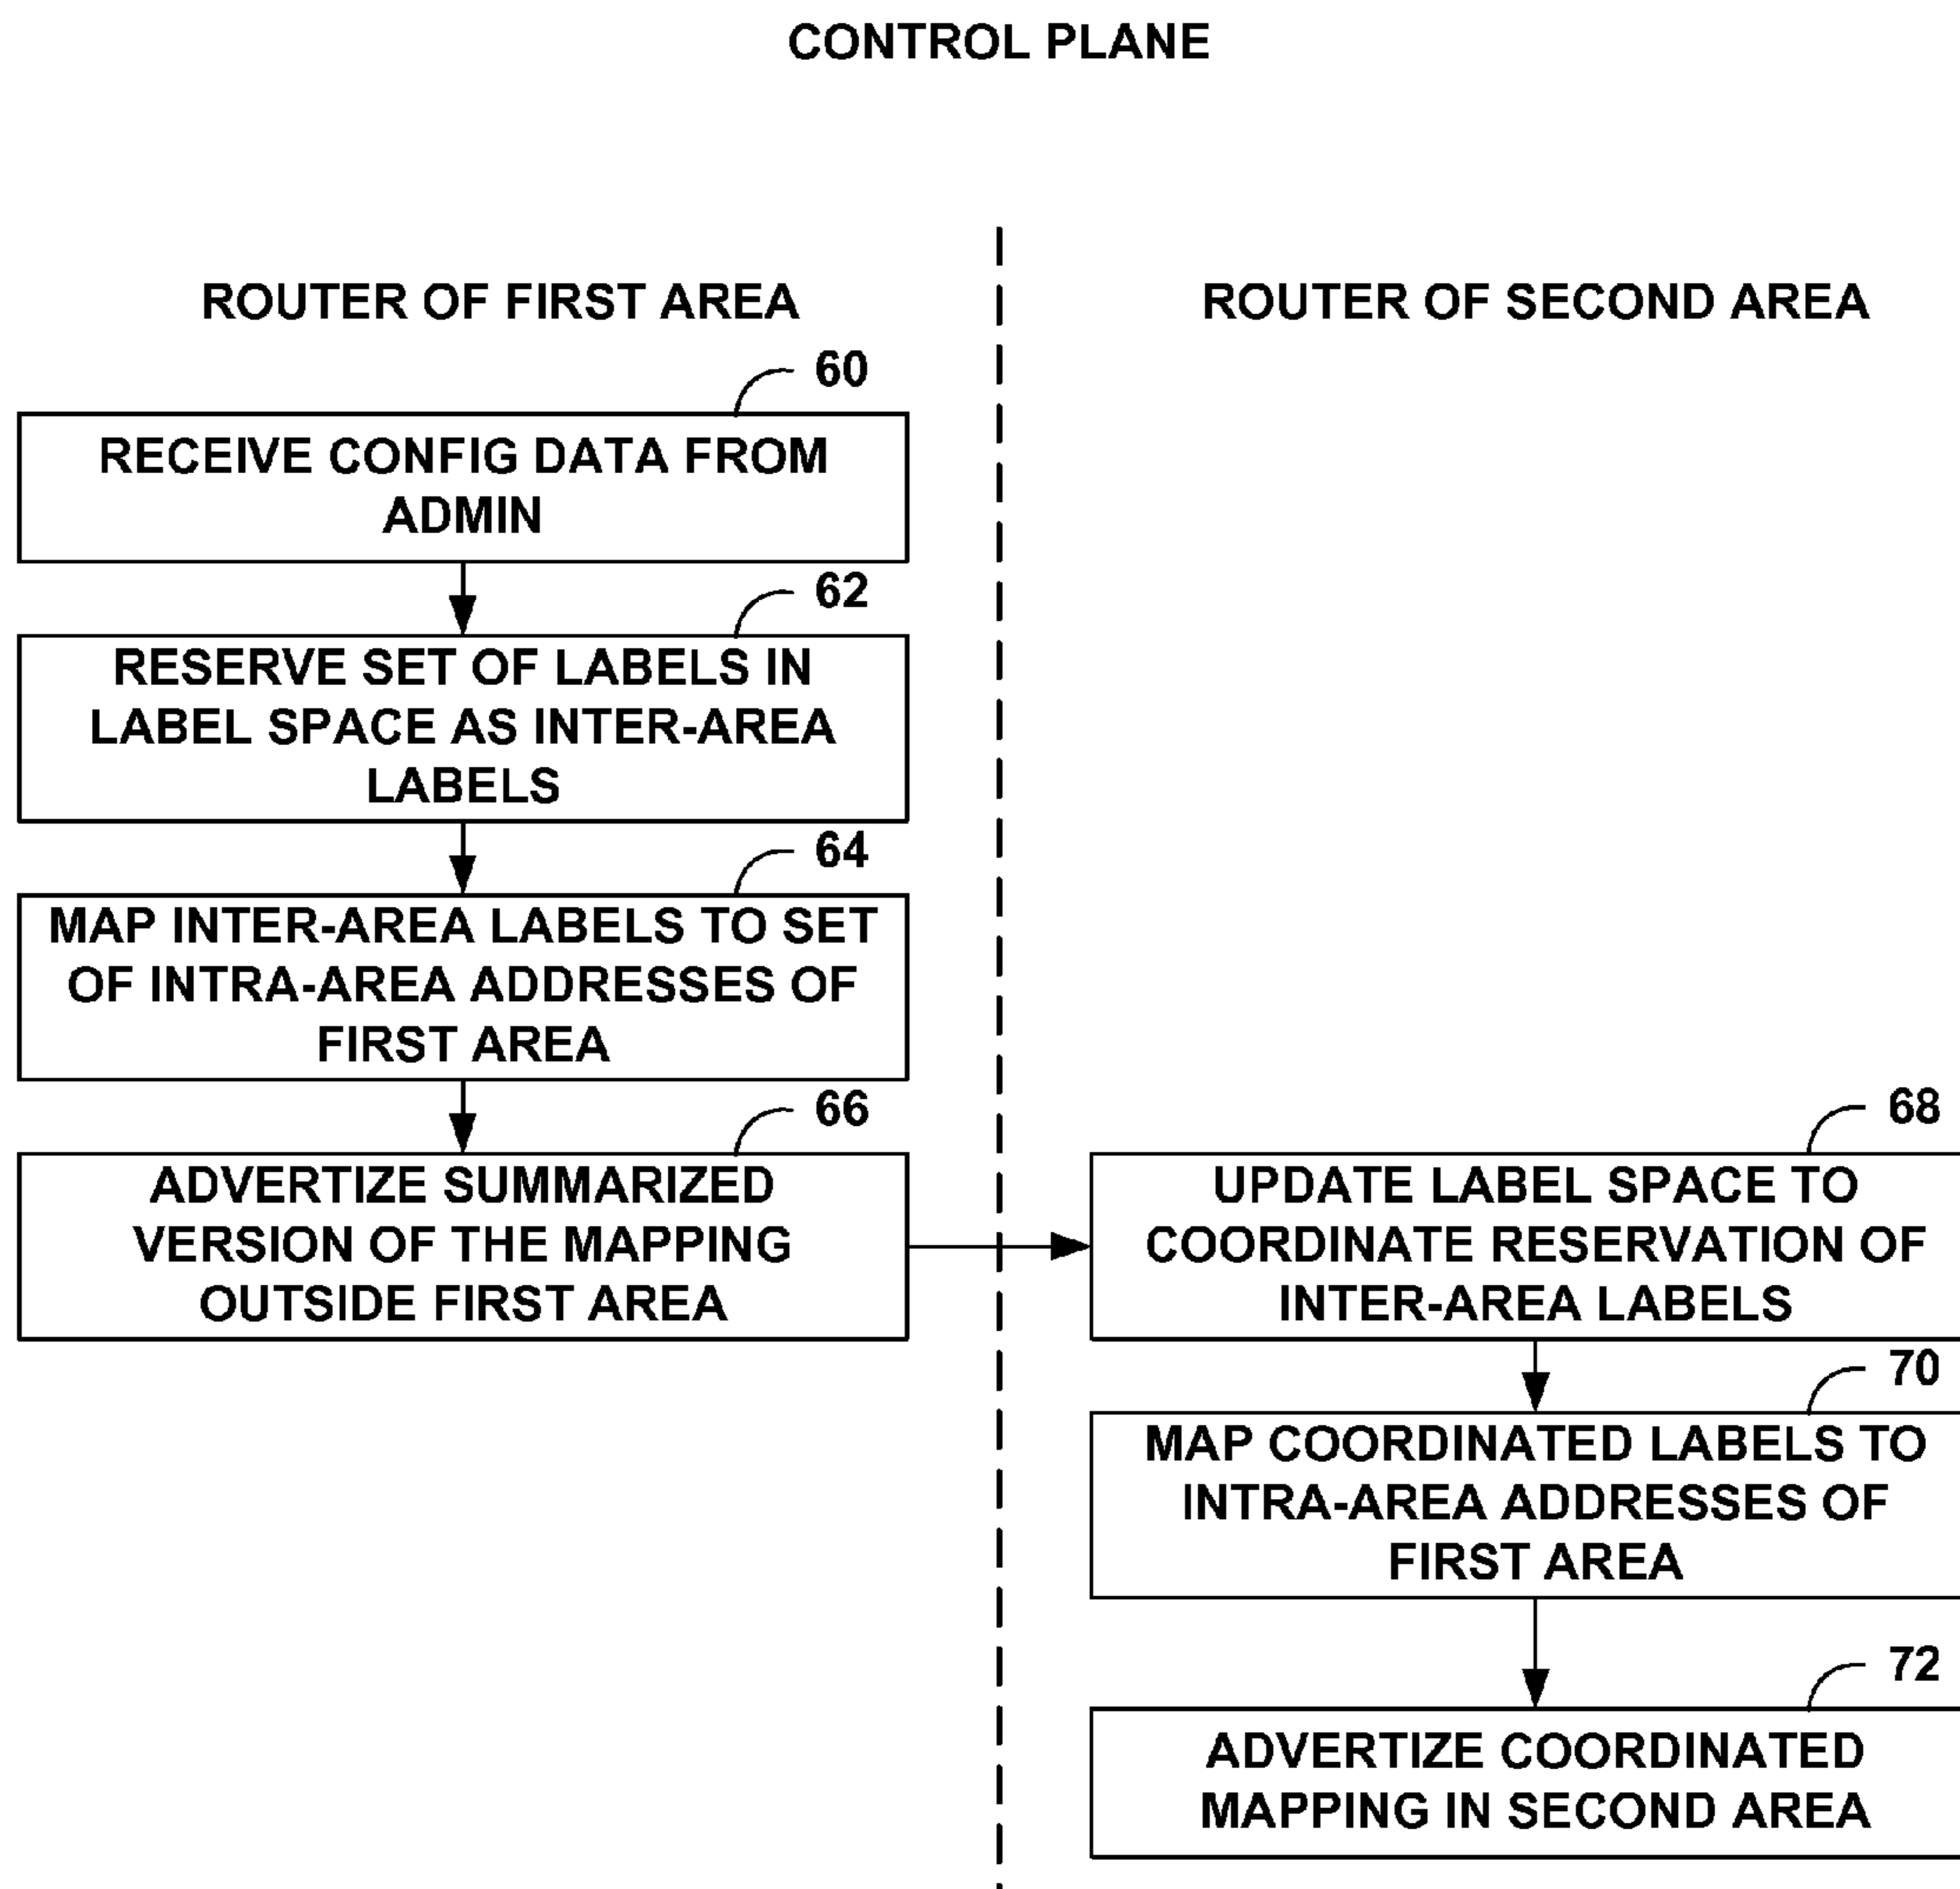 CONTROL PLANE
ROUTER OF FIRST AREA
60
RECEIVE CONFIG DATA FROM
ADMIN
62
RESERVE SET OF LABELS IN
LABEL SPACE AS INTER-AREA
LABELS
64
MAP INTER-AREA LABELS TO SET
OF INTRA-AREA ADDRESSES OF
FIRST AREA
66
ADVERTIZE SUMMARIZED
VERSION OF THE MAPPING
OUTSIDE FIRST AREA
ROUTER OF SECOND AREA
68
UPDATE LABEL SPACE TO
COORDINATE RESERVATION OF
INTER-AREA LABELS
70
MAP COORDINATED LABELS TO
INTRA-AREA ADDRESSES OF
FIRST AREA
72
ADVERTIZE COORDINATED
MAPPING IN SECOND AREA